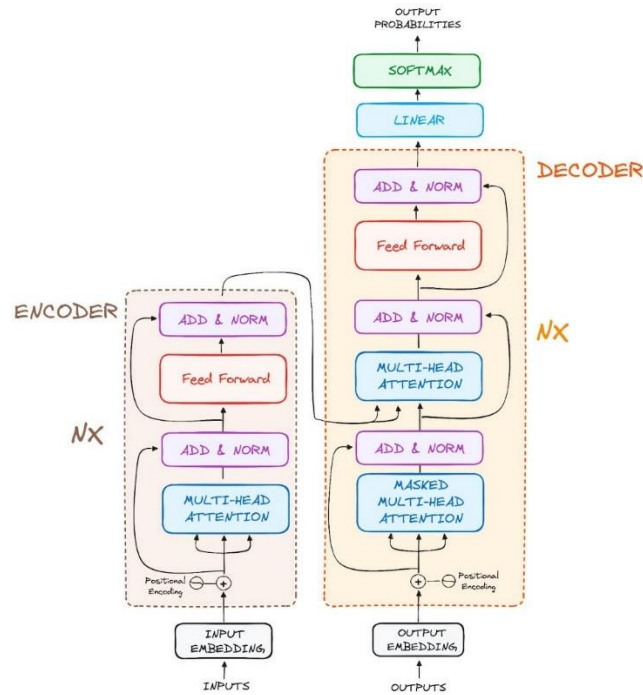 OUTPUT
PROBABILITIES
SOFTMAX
LINEAR
DECODER
ADD & NORM
Feed Forward
ADD & NORM
NX
MULTI-HEAD
ATTENTION
ADD & NORM
MASKED
MULTI-HEAD
ATTENTION
Positional
Encoding
OUTPUT
EMBEDDING
OUTPUTS
ENCODER
ADD & NORM
Feed Forward
NX
ADD & NORM
MULTI-HEAD
ATTENTION
Positional
Encoding
INPUT
EMBEDDING
INPUTS